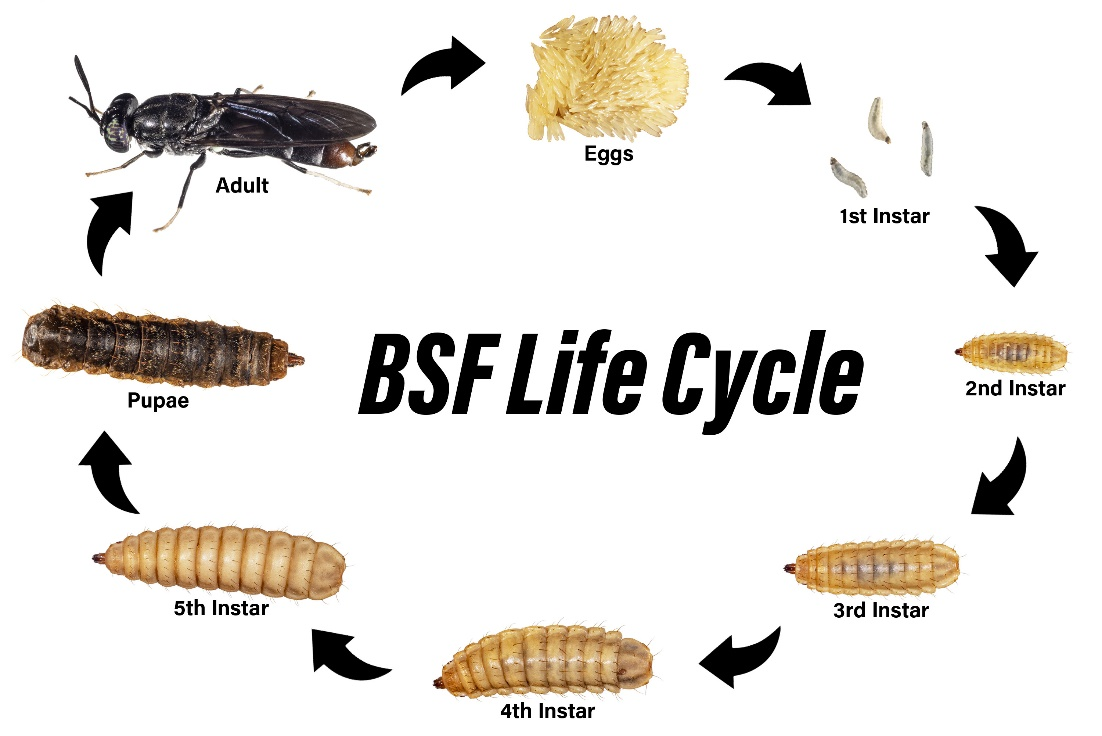 Eggs
Adult
1st Instar
BSF Life Cycle
2nd Instar
Pupae
5th Instar
3rd Instar
4th Instar